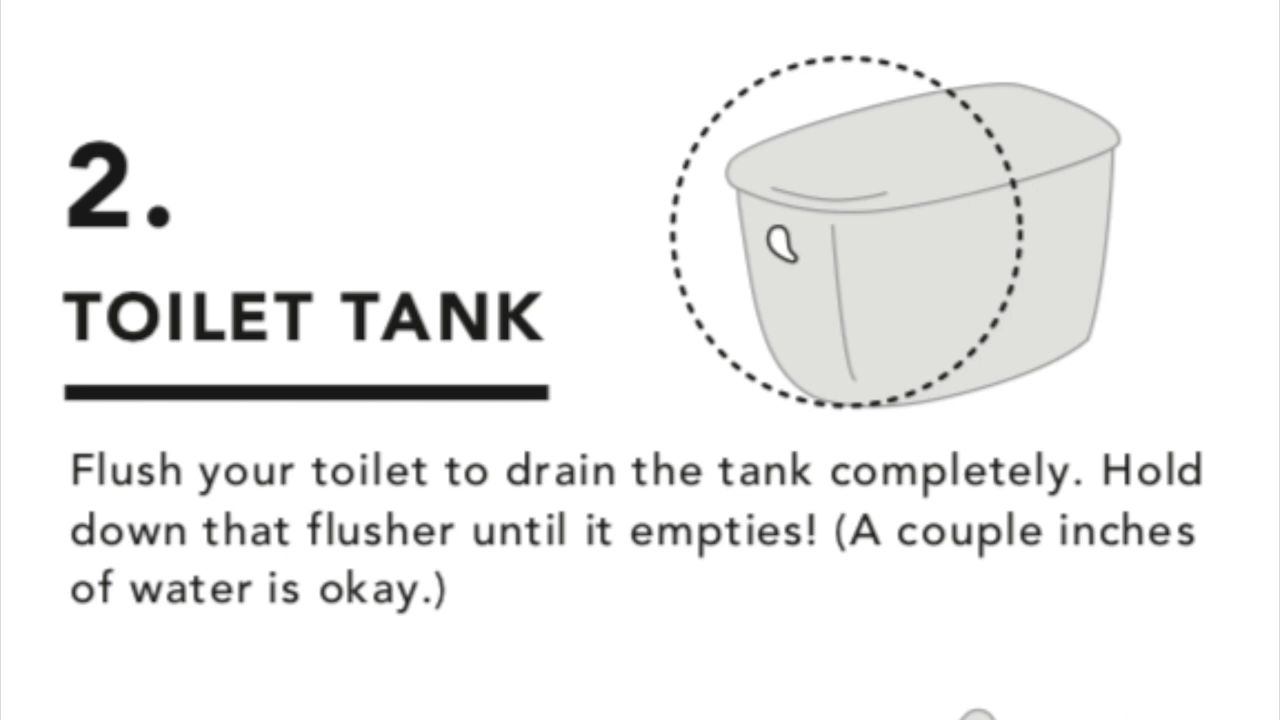 2.
TOILET TANK
Flush your toilet to drain the tank completely. Hold
down that flusher until it empties! (A couple inches
of water is okay.)